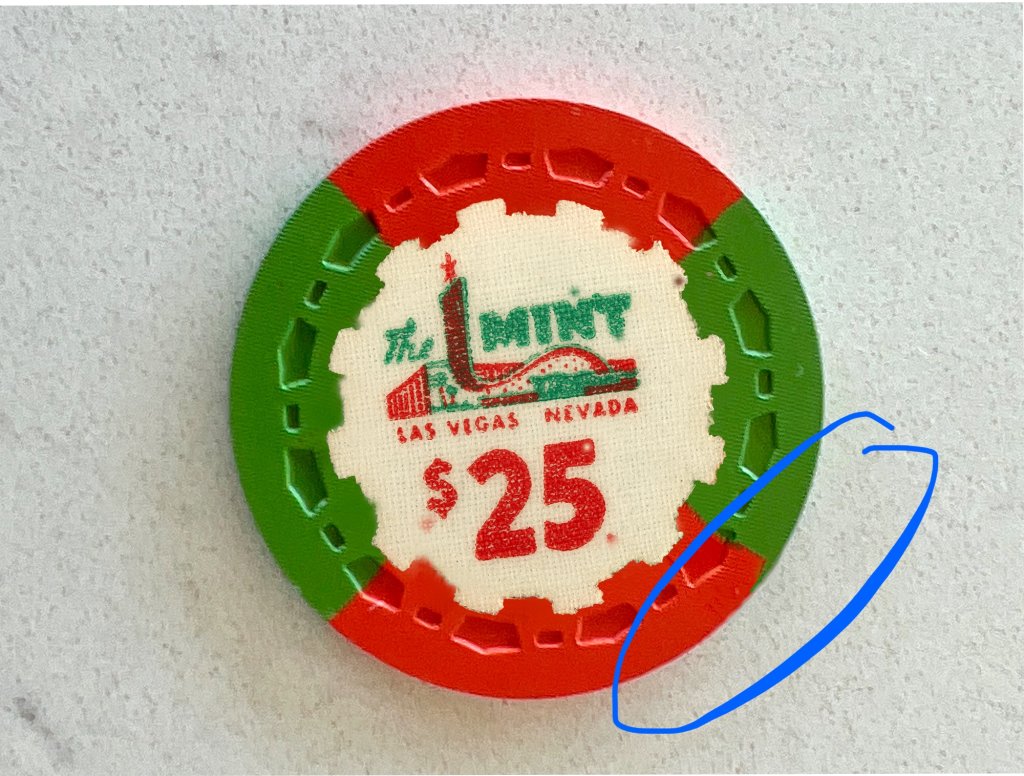 The MINT
LAS VEGAS NEVADA
$25